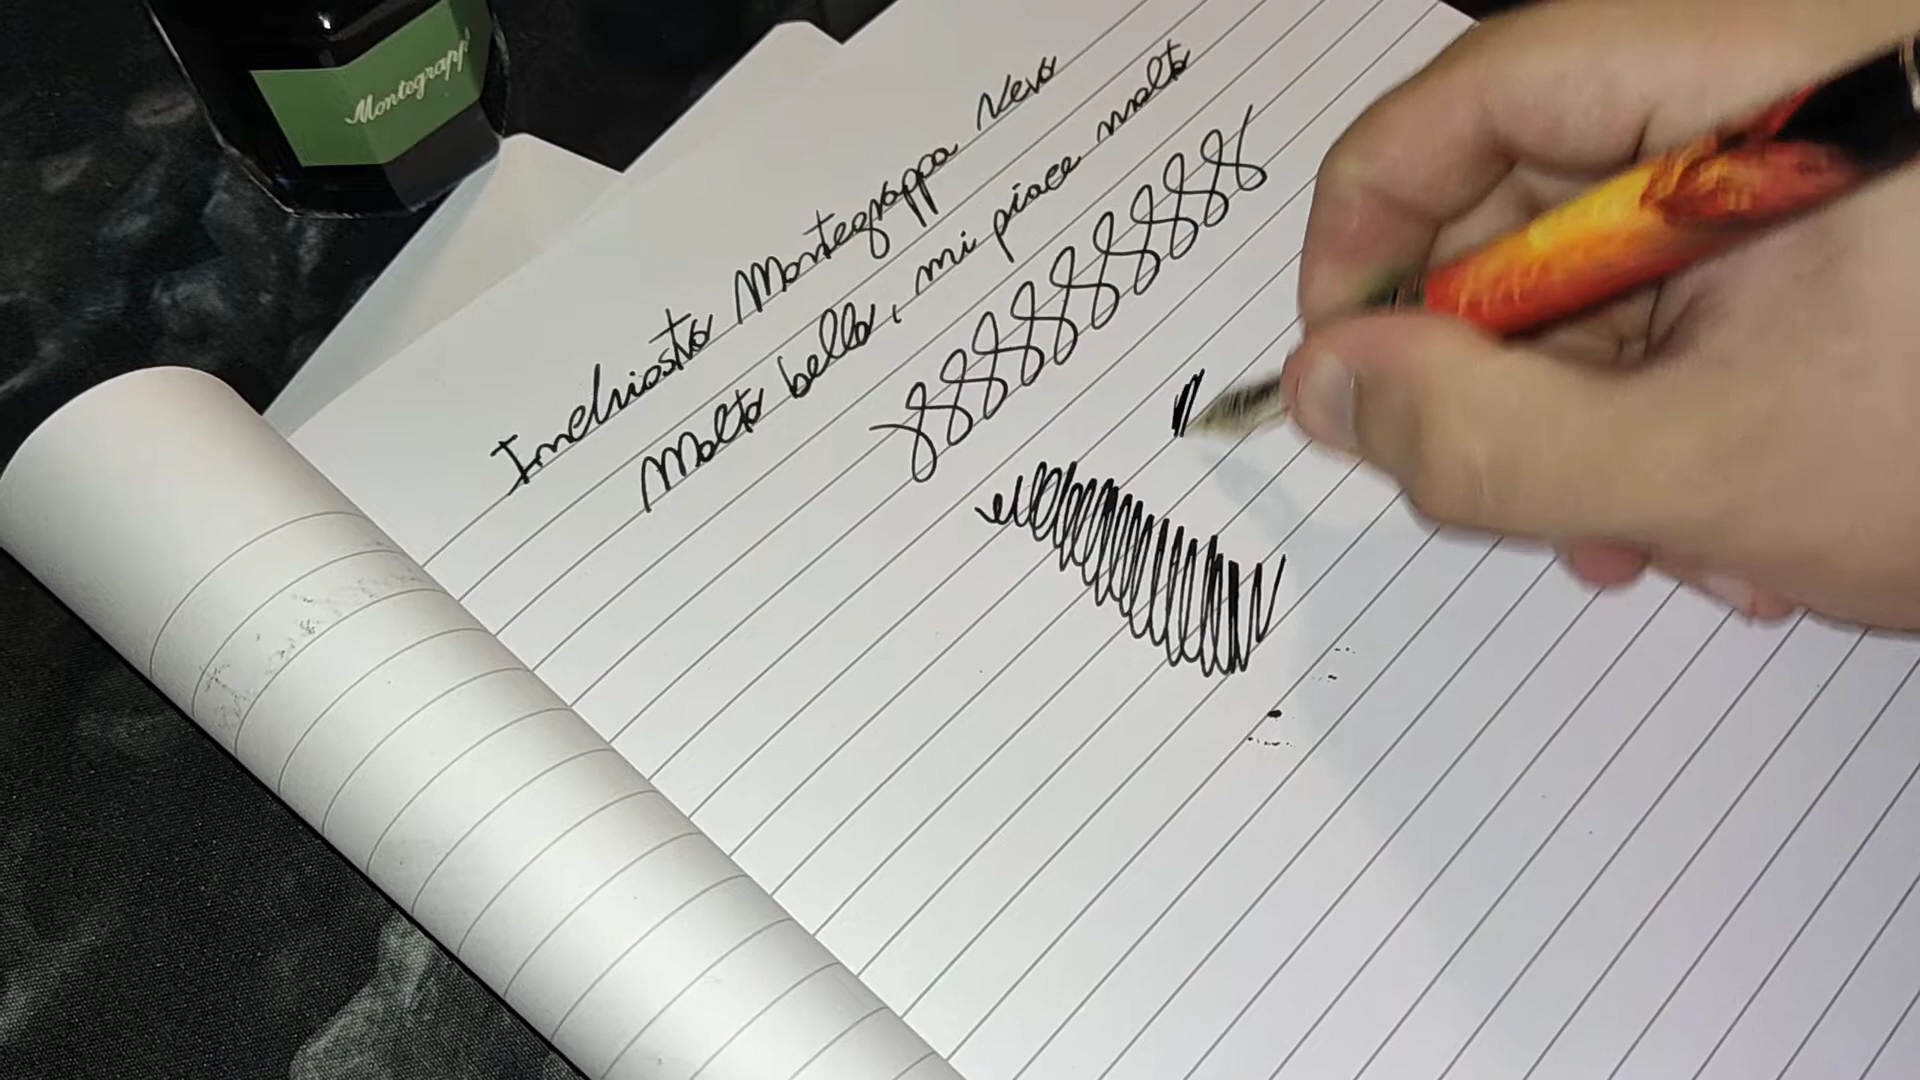 Montegrappa
Inchiostro Montegrappa Nero
Molto bello, mi piace molto
888888888